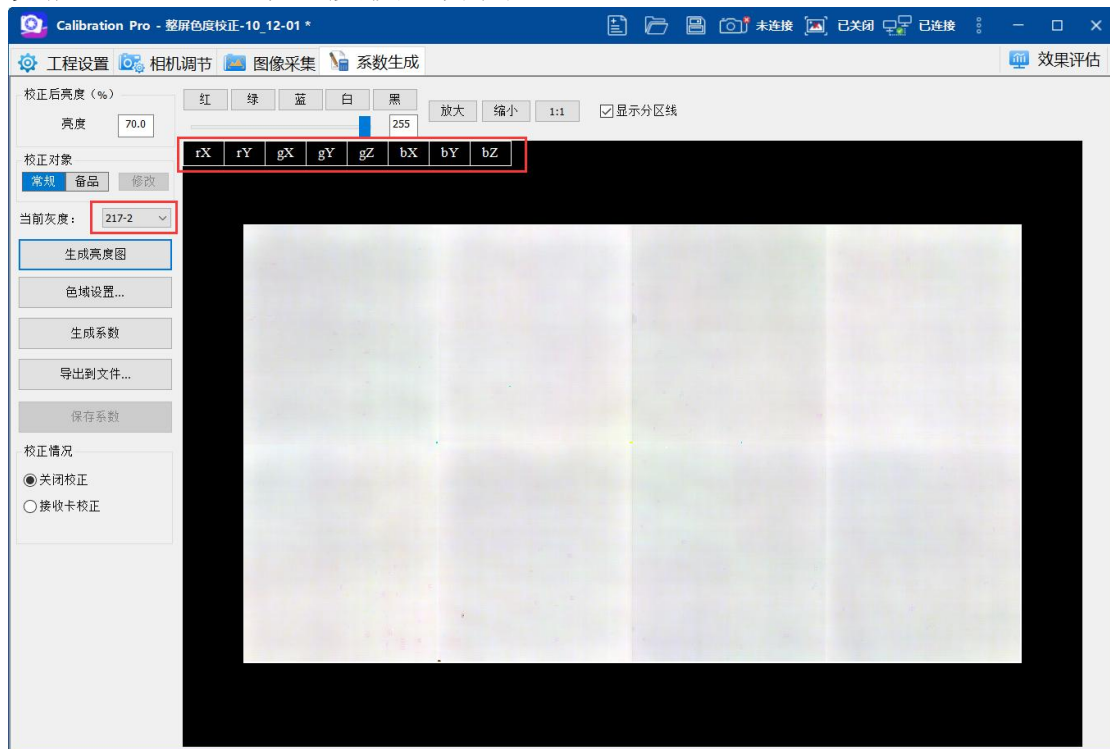 Calibration Pro - 整屏色度校正-10_12-01 * 未连接 已关闭 已连接
工程设置 相机调节 图像采集 系数生成 效果评估
校正后亮度（%）
亮度 70.0
红 绿 蓝 白 黑
255
放大 缩小 1:1 显示分区线
rX rY gX gY gZ bX bY bZ
校正对象
常规 备品 修改
当前灰度： 217-2
生成亮度图
色域设置...
生成系数
导出到文件...
保存系数
校正情况
关闭校正
接收卡校正